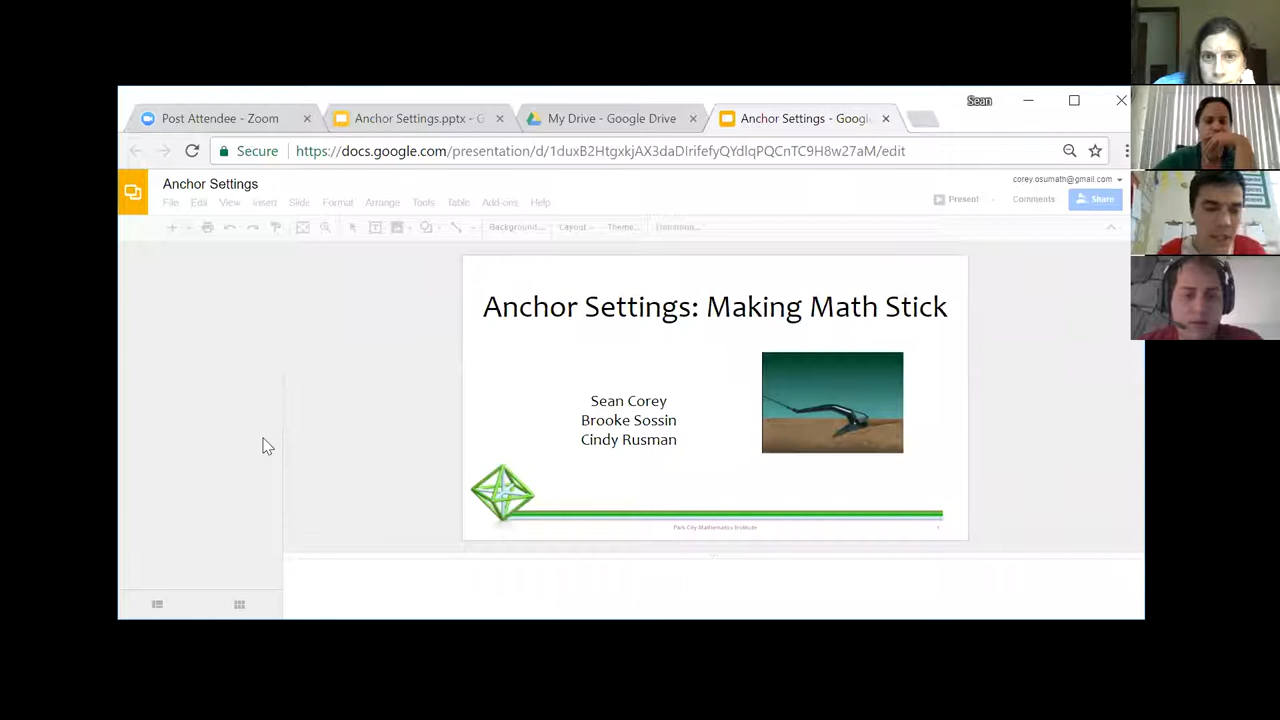 Sean
Post Attendee - Zoom
Anchor Settings.pptx - G
My Drive - Google Drive
Anchor Settings - Googl
Secure
https://docs.google.com/presentation/d/1duxB2HtgxkjAX3daDIrifefyQYdlqPQCnTC9H8w27aM/edit
Anchor Settings
corey.osumath@gmail.com
File Edit View Insert Slide Format Arrange Tools Table Add-ons Help
Present Comments Share
Background... Layout Theme... Transition...
Anchor Settings: Making Math Stick
Sean Corey
Brooke Sossin
Cindy Rusman
Park City Mathematics Institute